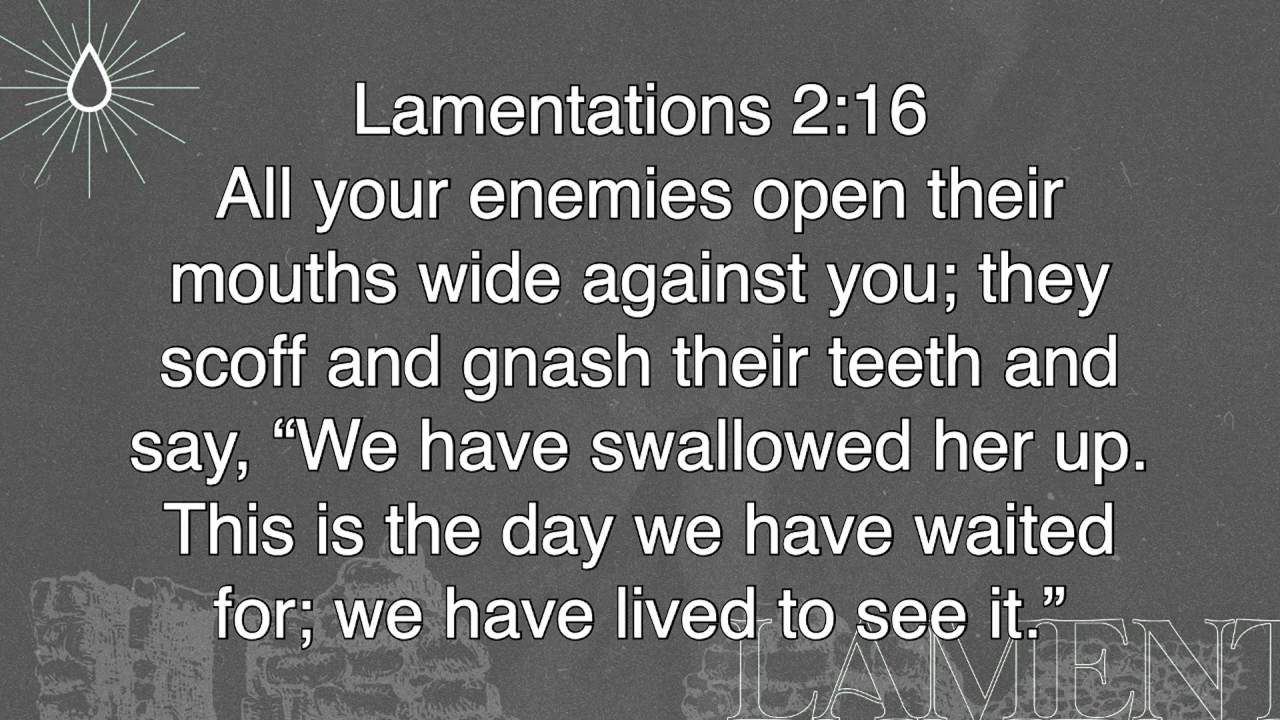 Lamentations 2:16
All your enemies open their
mouths wide against you; they
scoff and gnash their teeth and
say, “We have swallowed her up.
This is the day we have waited
for; we have lived to see it.”
LAMENT